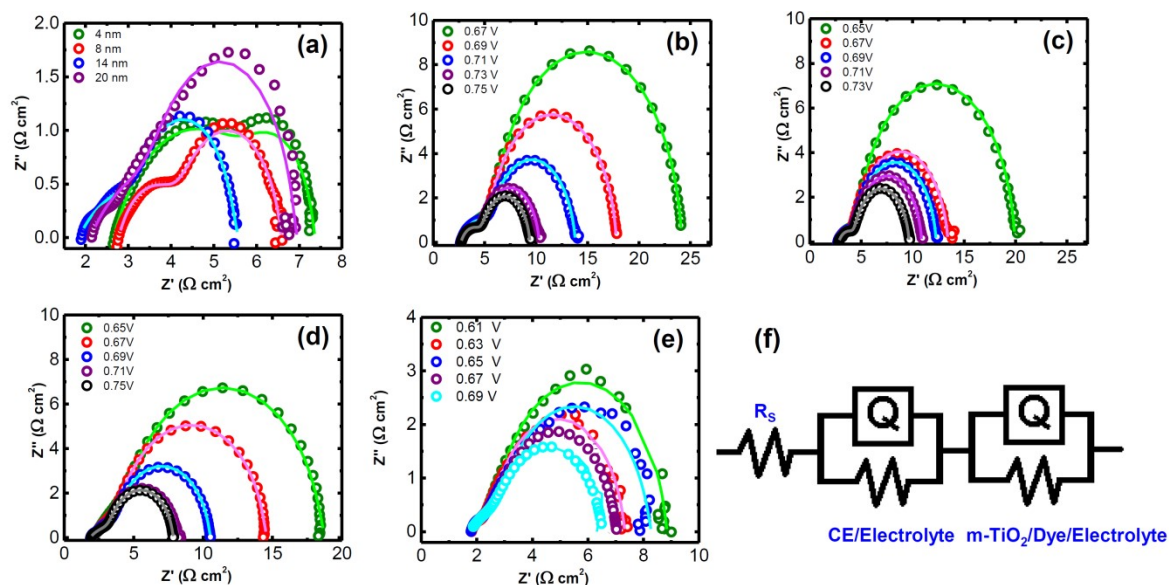 (a)
4 nm
8 nm
14 nm
20 nm
2.0
1.5
1.0
0.5
0.0
Z'' (Ω cm²)
2 3 4 5 6 7 8
Z' (Ω cm²)
(b)
0.67 V
0.69 V
0.71 V
0.73 V
0.75 V
10
8
6
4
2
0
Z'' (Ω cm²)
0 5 10 15 20 25
Z' (Ω cm²)
(c)
0.65V
0.67V
0.69V
0.71V
0.73V
10
8
6
4
2
0
Z'' (Ω cm²)
0 5 10 15 20 25
Z' (Ω cm²)
(d)
0.65V
0.67V
0.69V
0.71V
0.75V
10
8
6
4
2
0
Z'' (Ω cm²)
0 5 10 15 20
Z' (Ω cm²)
(e)
0.61 V
0.63 V
0.65 V
0.67 V
0.69 V
4
3
2
1
0
Z'' (Ω cm²)
0 2 4 6 8 10
Z' (Ω cm²)
(f)
Rs
Q
Q
CE/Electrolyte
m-TiO₂/Dye/Electrolyte